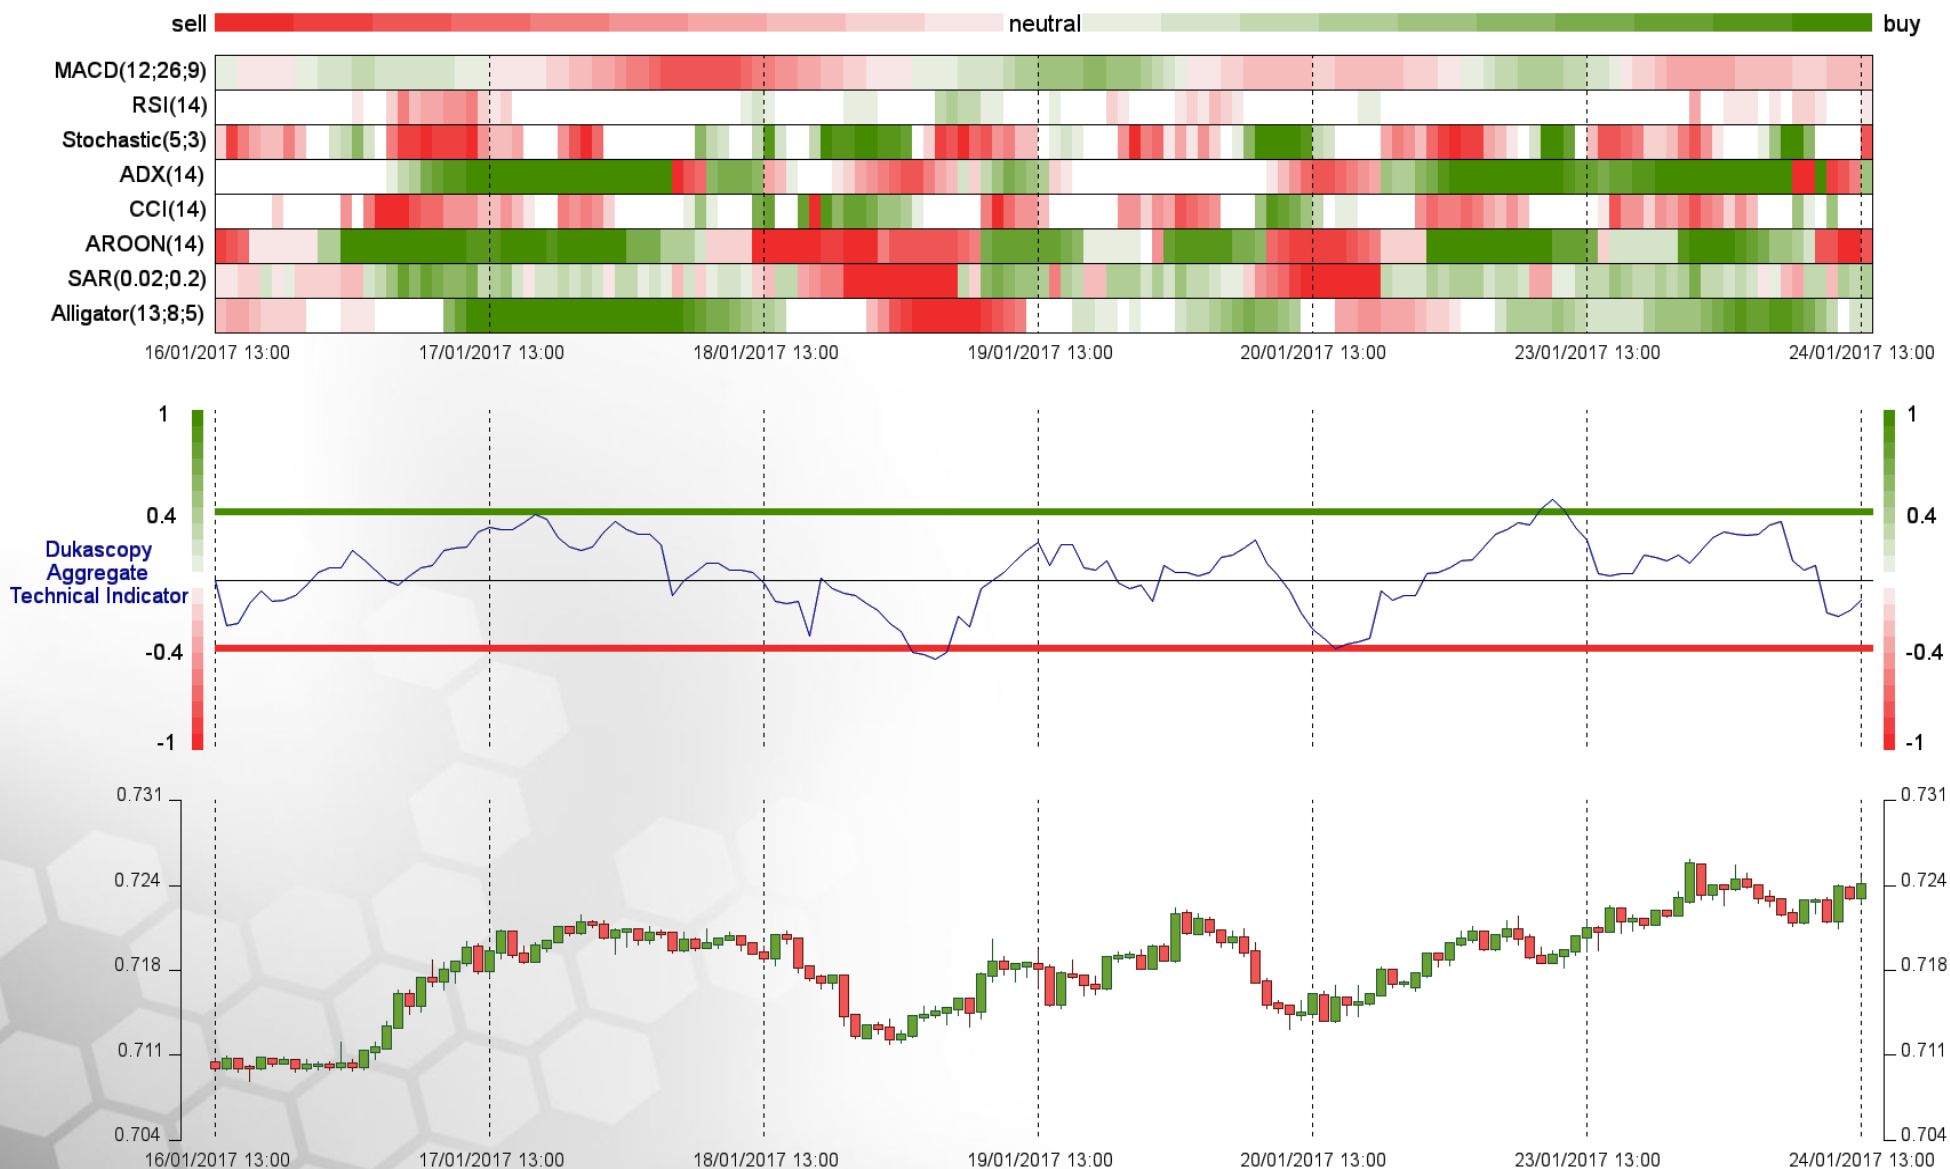 sell neutral buy
MACD(12;26;9)
RSI(14)
Stochastic(5;3)
ADX(14)
CCI(14)
AROON(14)
SAR(0.02;0.2)
Alligator(13;8;5)
16/01/2017 13:00 17/01/2017 13:00 18/01/2017 13:00 19/01/2017 13:00 20/01/2017 13:00 23/01/2017 13:00 24/01/2017 13:00
1 1
0.4 0.4
Dukascopy
Aggregate
Technical Indicator
-0.4 -0.4
-1 -1
0.731 0.731
0.724 0.724
0.718 0.718
0.711 0.711
0.704 0.704
16/01/2017 13:00 17/01/2017 13:00 18/01/2017 13:00 19/01/2017 13:00 20/01/2017 13:00 23/01/2017 13:00 24/01/2017 13:00